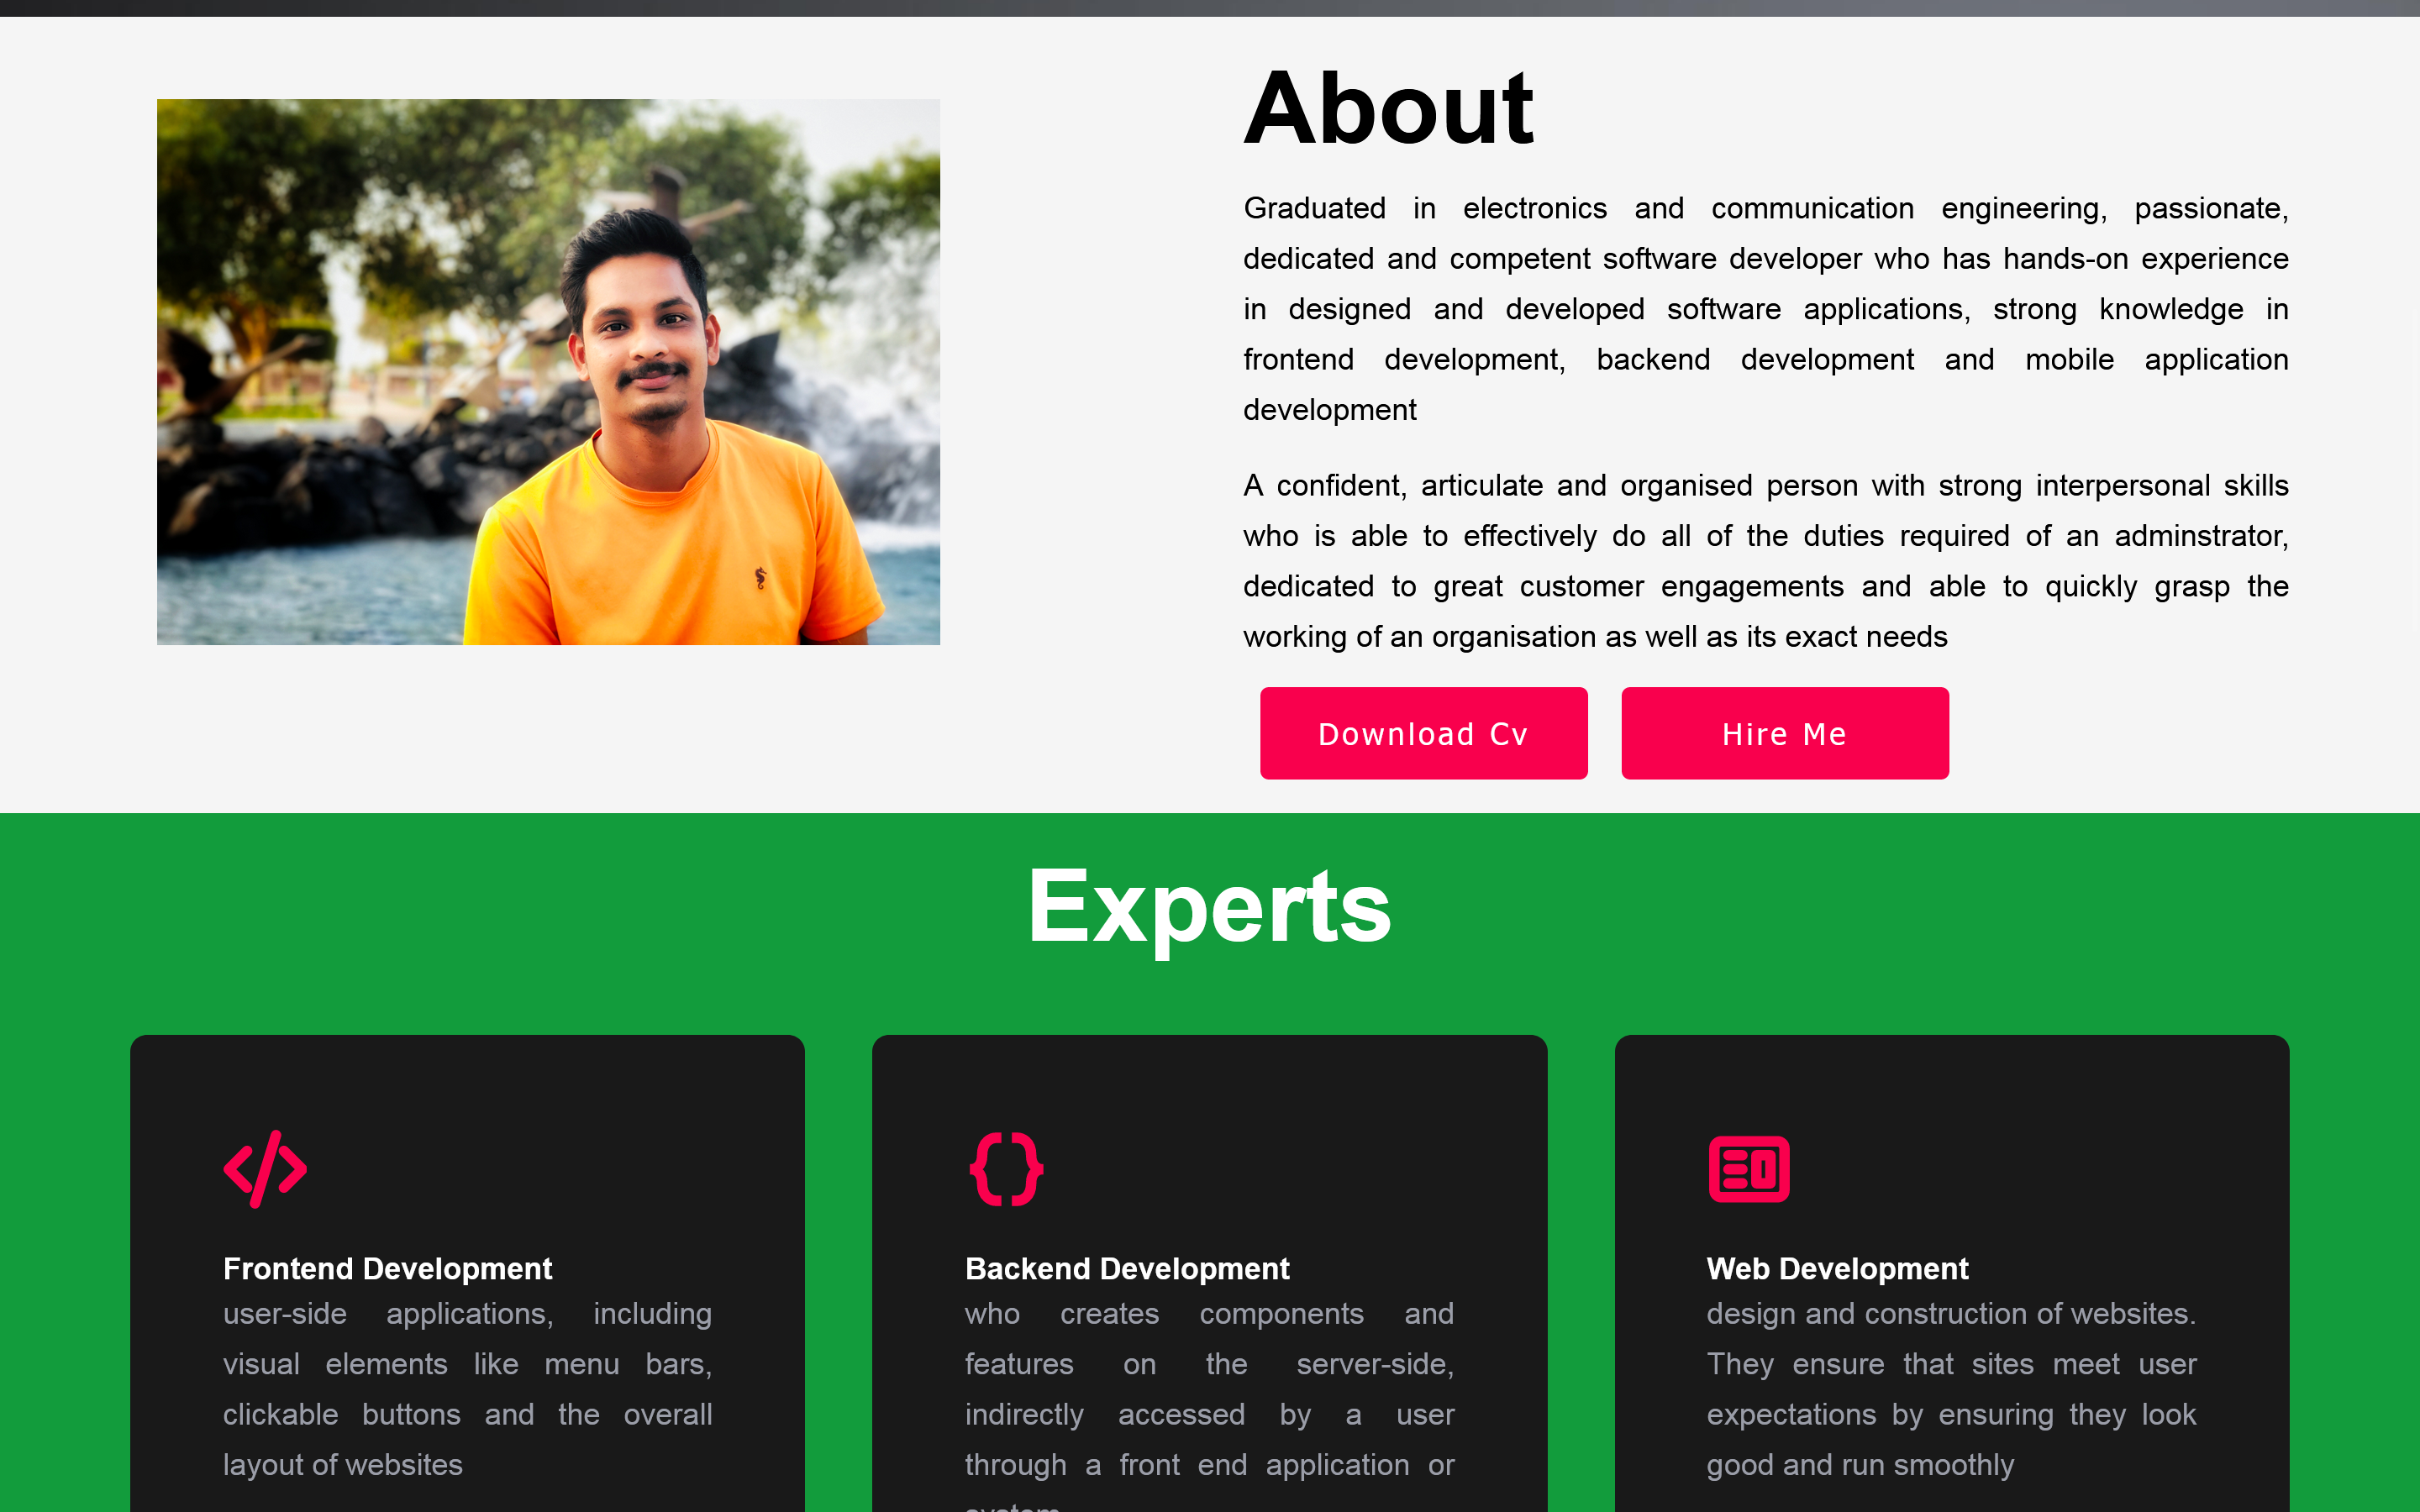 About
Graduated in electronics and communication engineering, passionate,
dedicated and competent software developer who has hands-on experience
in designed and developed software applications, strong knowledge in
frontend development, backend development and mobile application
development
A confident, articulate and organised person with strong interpersonal skills
who is able to effectively do all of the duties required of an adminstrator,
dedicated to great customer engagements and able to quickly grasp the
working of an organisation as well as its exact needs
Download Cv
Hire Me
Experts
Frontend Development
user-side applications, including
visual elements like menu bars,
clickable buttons and the overall
layout of websites
Backend Development
who creates components and
features on the server-side,
indirectly accessed by a user
through a front end application or
Web Development
design and construction of websites.
They ensure that sites meet user
expectations by ensuring they look
good and run smoothly